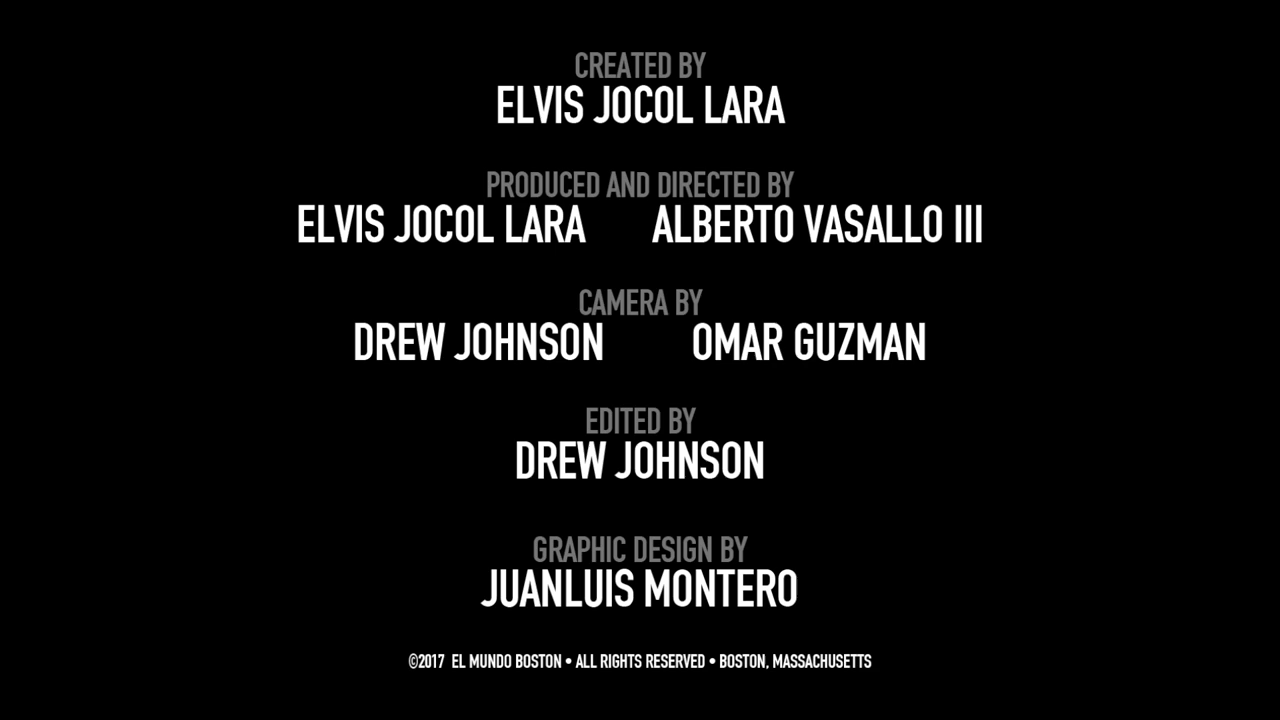 CREATED BY
ELVIS JOCOL LARA
PRODUCED AND DIRECTED BY
ELVIS JOCOL LARA ALBERTO VASALLO III
CAMERA BY
DREW JOHNSON OMAR GUZMAN
EDITED BY
DREW JOHNSON
GRAPHIC DESIGN BY
JUANLUIS MONTERO
©2017 EL MUNDO BOSTON • ALL RIGHTS RESERVED • BOSTON, MASSACHUSETTS